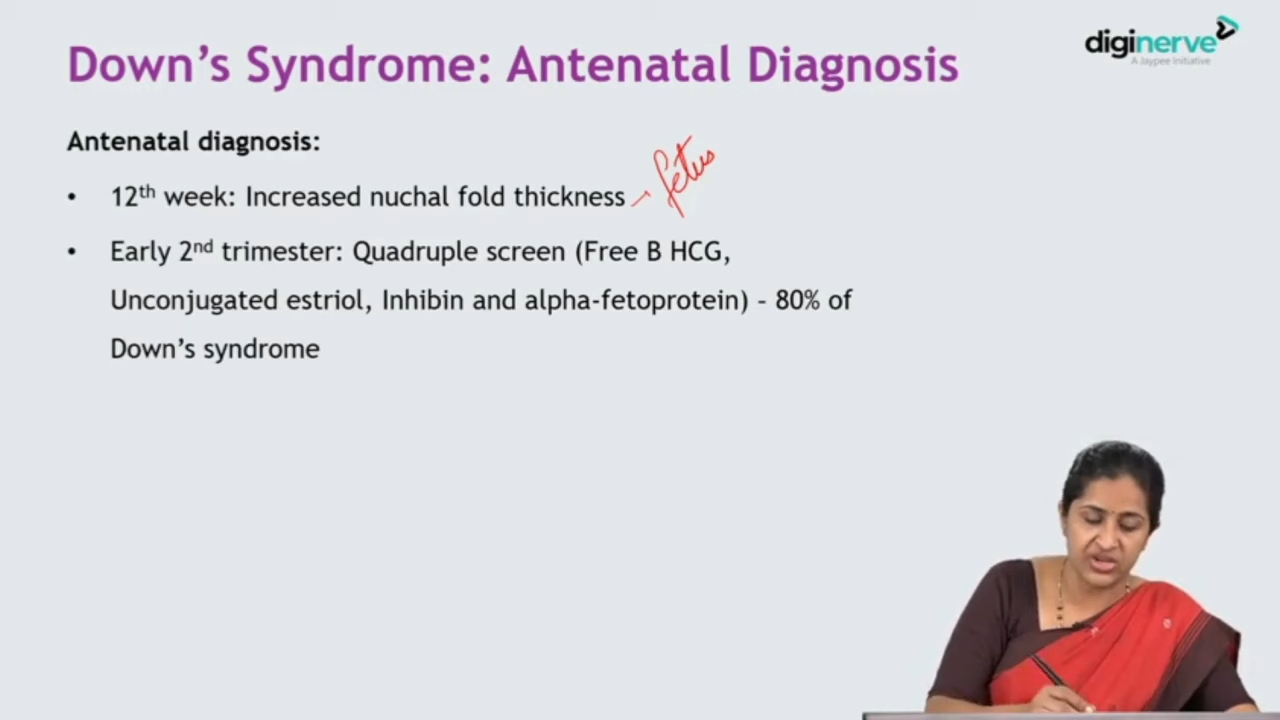 Down's Syndrome: Antenatal Diagnosis
diginerve
A Jaypee Initiative
Antenatal diagnosis:
• 12th week: Increased nuchal fold thickness - fetus
• Early 2nd trimester: Quadruple screen (Free B HCG,
Unconjugated estriol, Inhibin and alpha-fetoprotein) – 80% of
Down's syndrome